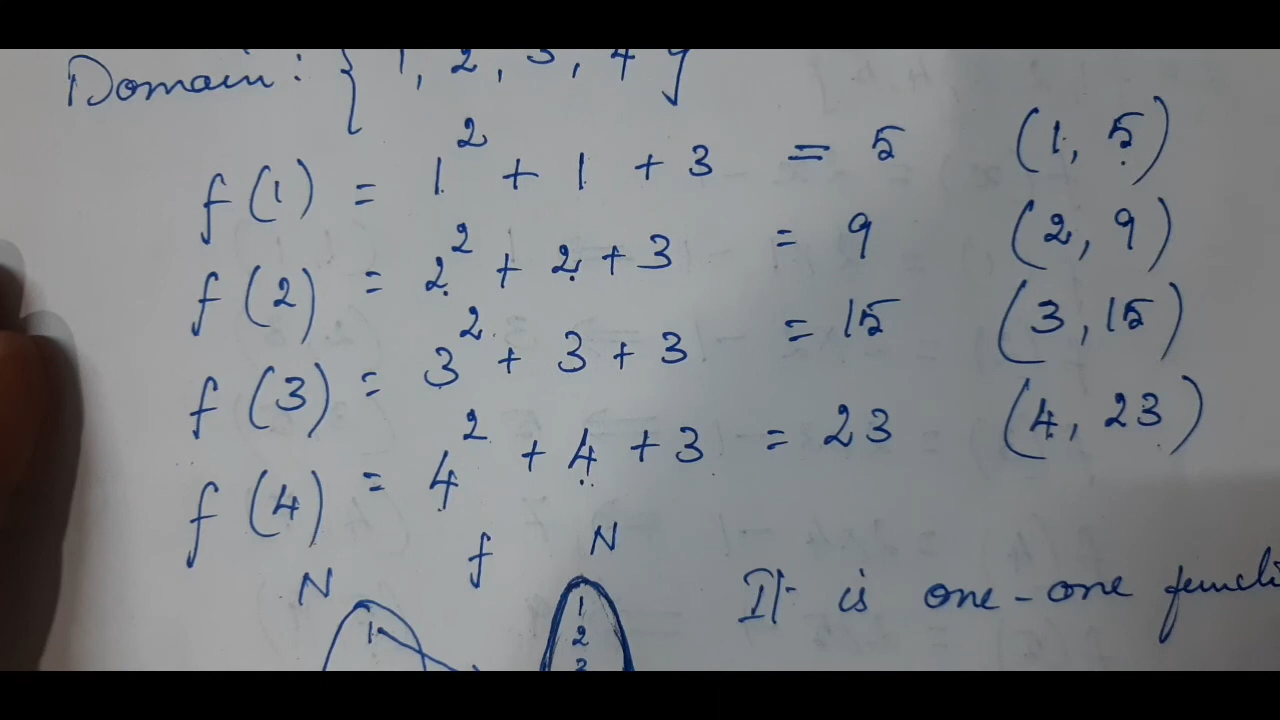 Domain : { 1, 2, 3, 4 }
f(1) = 1² + 1 + 3 = 5 (1, 5)
f(2) = 2² + 2 + 3 = 9 (2, 9)
f(3) = 3² + 3 + 3 = 15 (3, 15)
f(4) = 4² + 4 + 3 = 23 (4, 23)
N f N
It is one-one
1 1
2
3